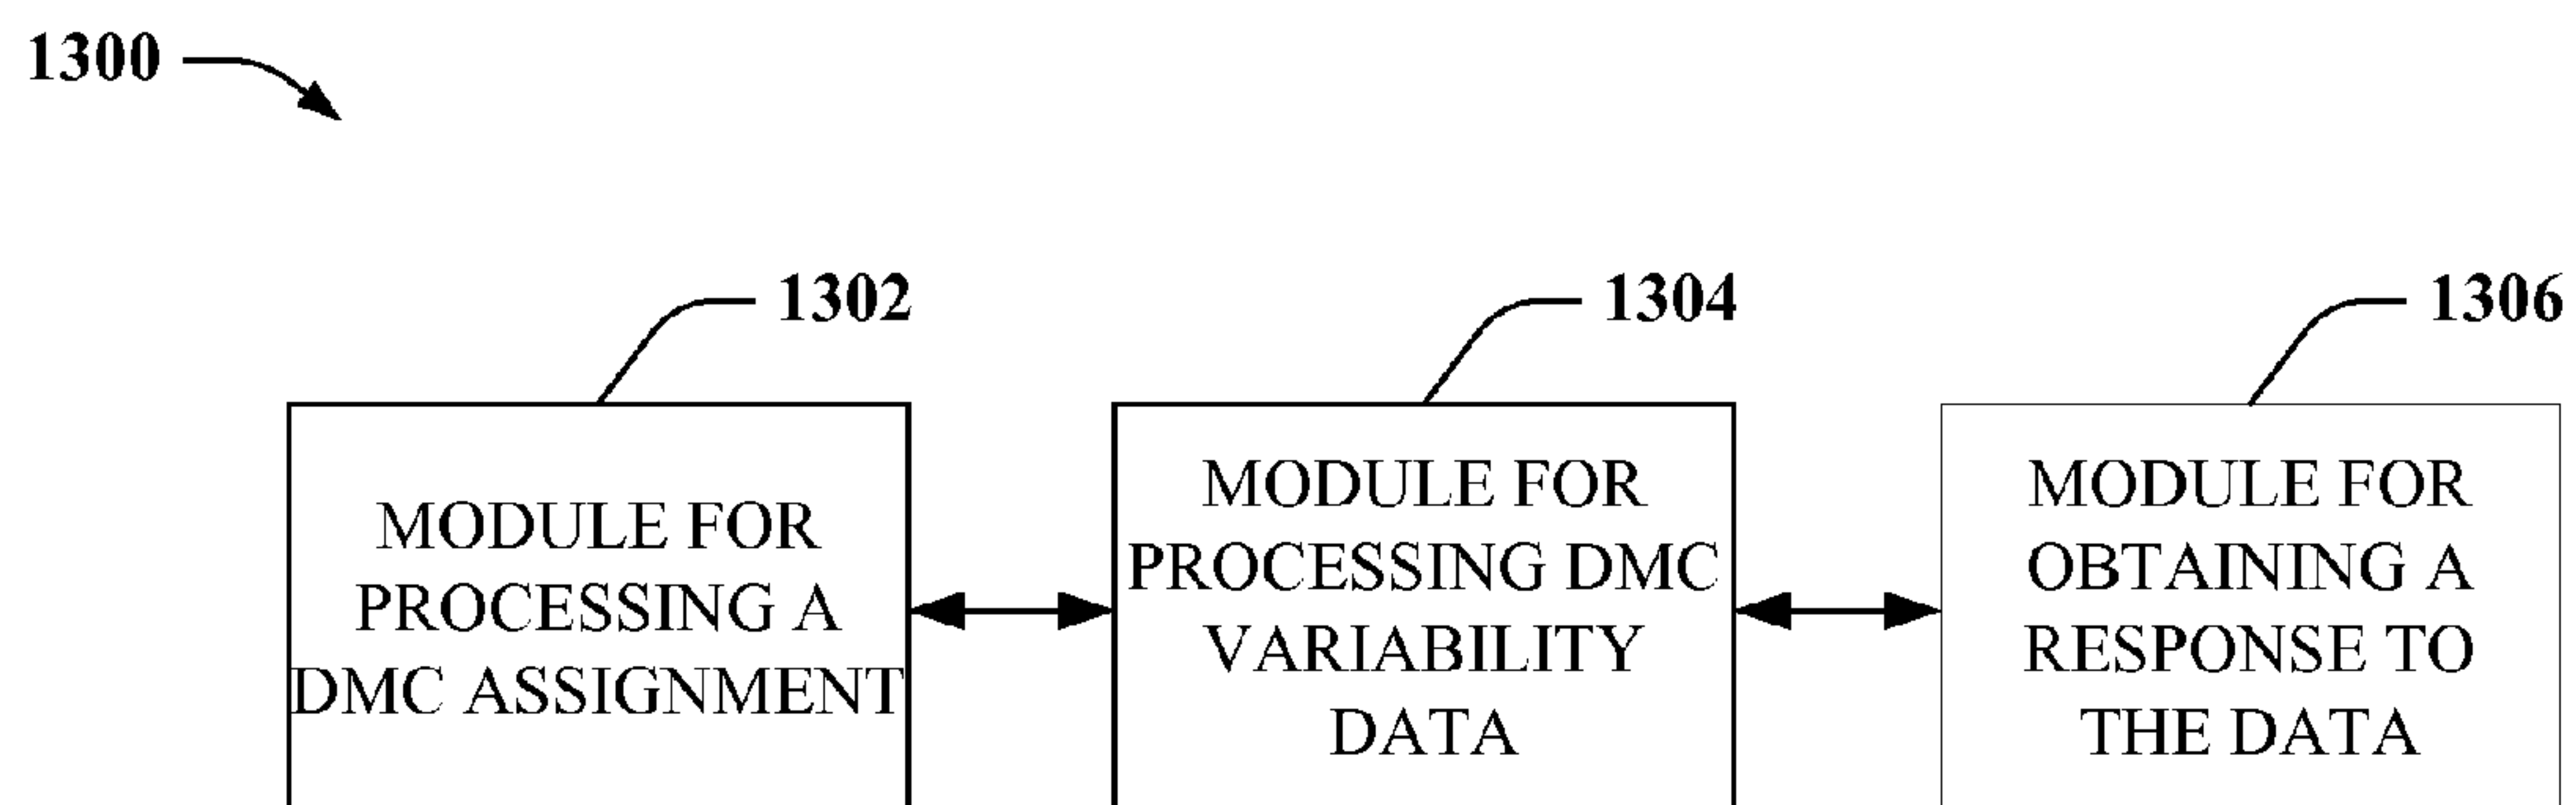 1300
1302
1304
1306
MODULE FOR
PROCESSING A
DMC ASSIGNMENT
MODULE FOR
PROCESSING DMC
VARIABILITY
DATA
MODULE FOR
OBTAINING A
RESPONSE TO
THE DATA